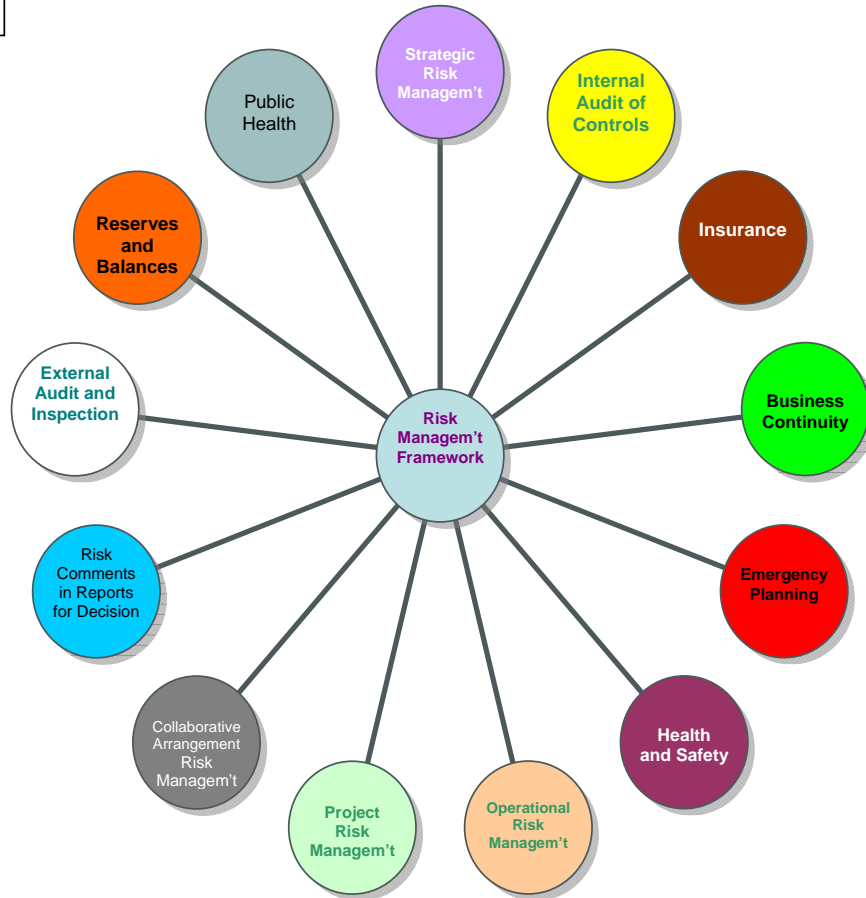 Strategic
Risk
Managem't
Internal
Audit of
Controls
Public
Health
Insurance
Reserves
and
Balances
External
Audit and
Inspection
Business
Continuity
Risk
Managem't
Framework
Risk
Comments
in Reports
for Decision
Emergency
Planning
Collaborative
Arrangement
Risk
Managem't
Health
and Safety
Project
Risk
Managem't
Operational
Risk
Managem't